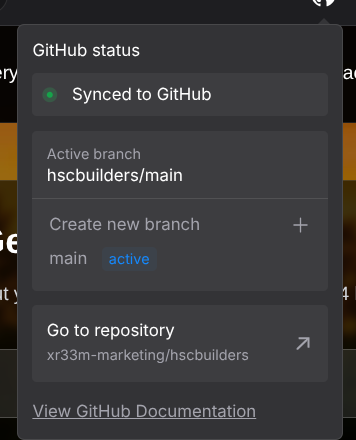 GitHub status
Synced to GitHub
Active branch
hscbuilders/main
Create new branch
main active
Go to repository
xr33m-marketing/hscbuilders
View GitHub Documentation